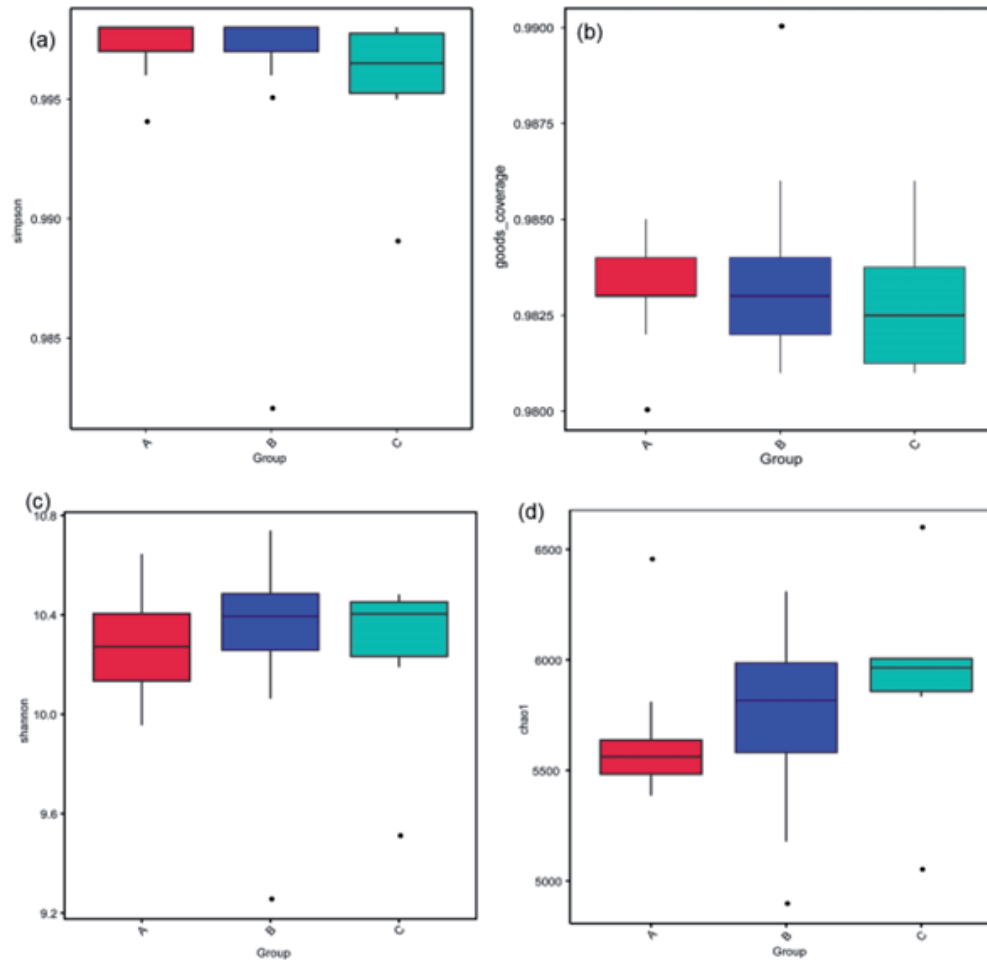 (a)
simpson
0.995
0.990
0.985
A
B
C
Group
(b)
goods_coverage
0.9900
0.9875
0.9850
0.9825
0.9800
A
B
C
Group
(c)
shannon
10.8
10.4
10.0
9.6
9.2
A
B
C
Group
(d)
chao1
6500
6000
5500
5000
A
B
C
Group